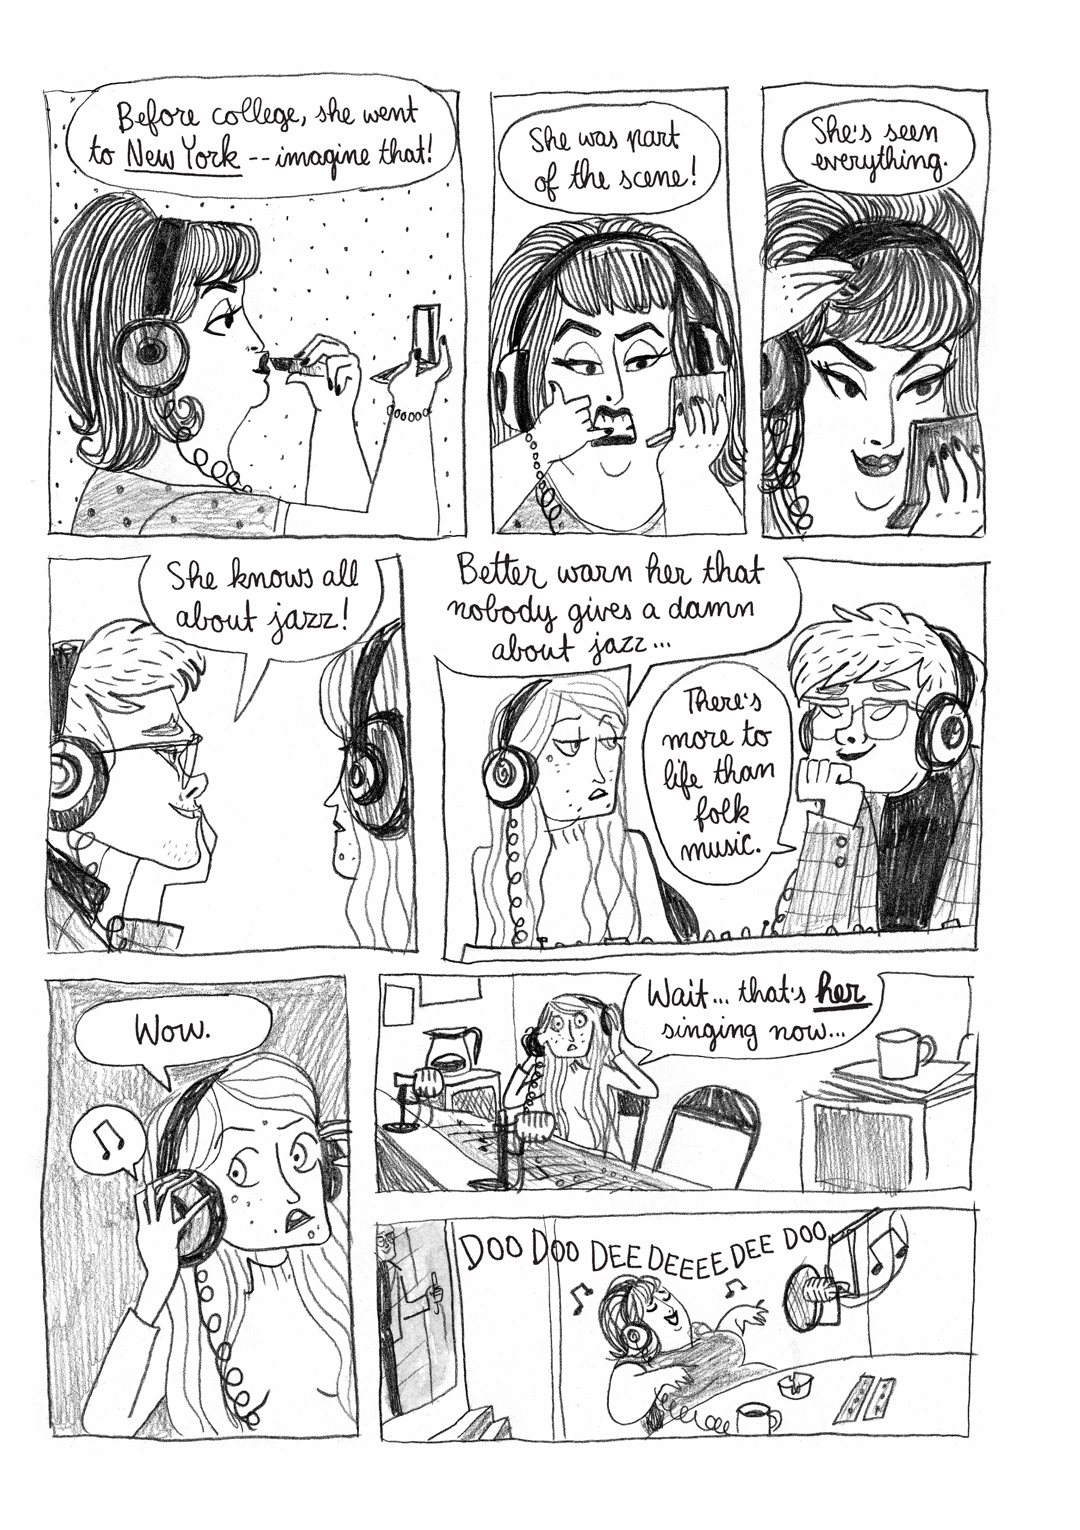 Before college, she went
to New York -- imagine that!
She was part
of the scene!
She's seen
everything.
She knows all
about jazz!
Better warn her that
nobody gives a damn
about jazz...
There's
more to
life than
folk
music.
Wow.
Wait... that's her
singing now...
DOO DOO DEE DEEEE DEE DOO